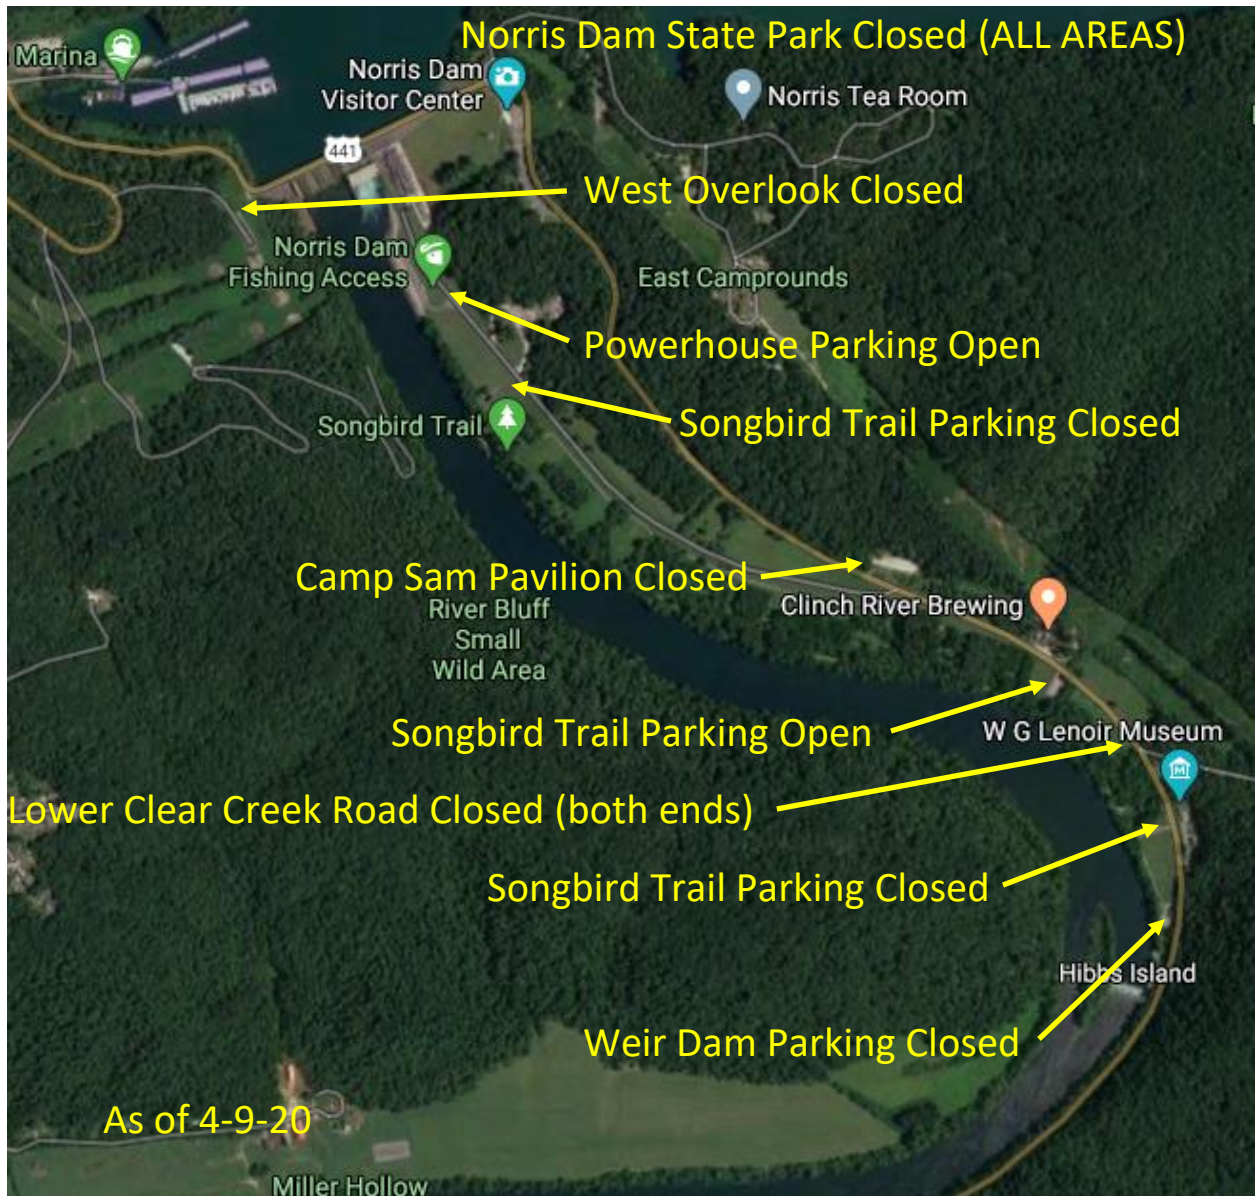 Norris Dam State Park Closed (ALL AREAS)
Marina
Norris Dam
Visitor Center
Norris Tea Room
441
West Overlook Closed
Norris Dam
Fishing Access
East Camprounds
Powerhouse Parking Open
Songbird Trail
Songbird Trail Parking Closed
Camp Sam Pavilion Closed
Clinch River Brewing
River Bluff
Small
Wild Area
Songbird Trail Parking Open
W G Lenoir Museum
Lower Clear Creek Road Closed (both ends)
Songbird Trail Parking Closed
Hibbs Island
Weir Dam Parking Closed
As of 4-9-20
Miller Hollow